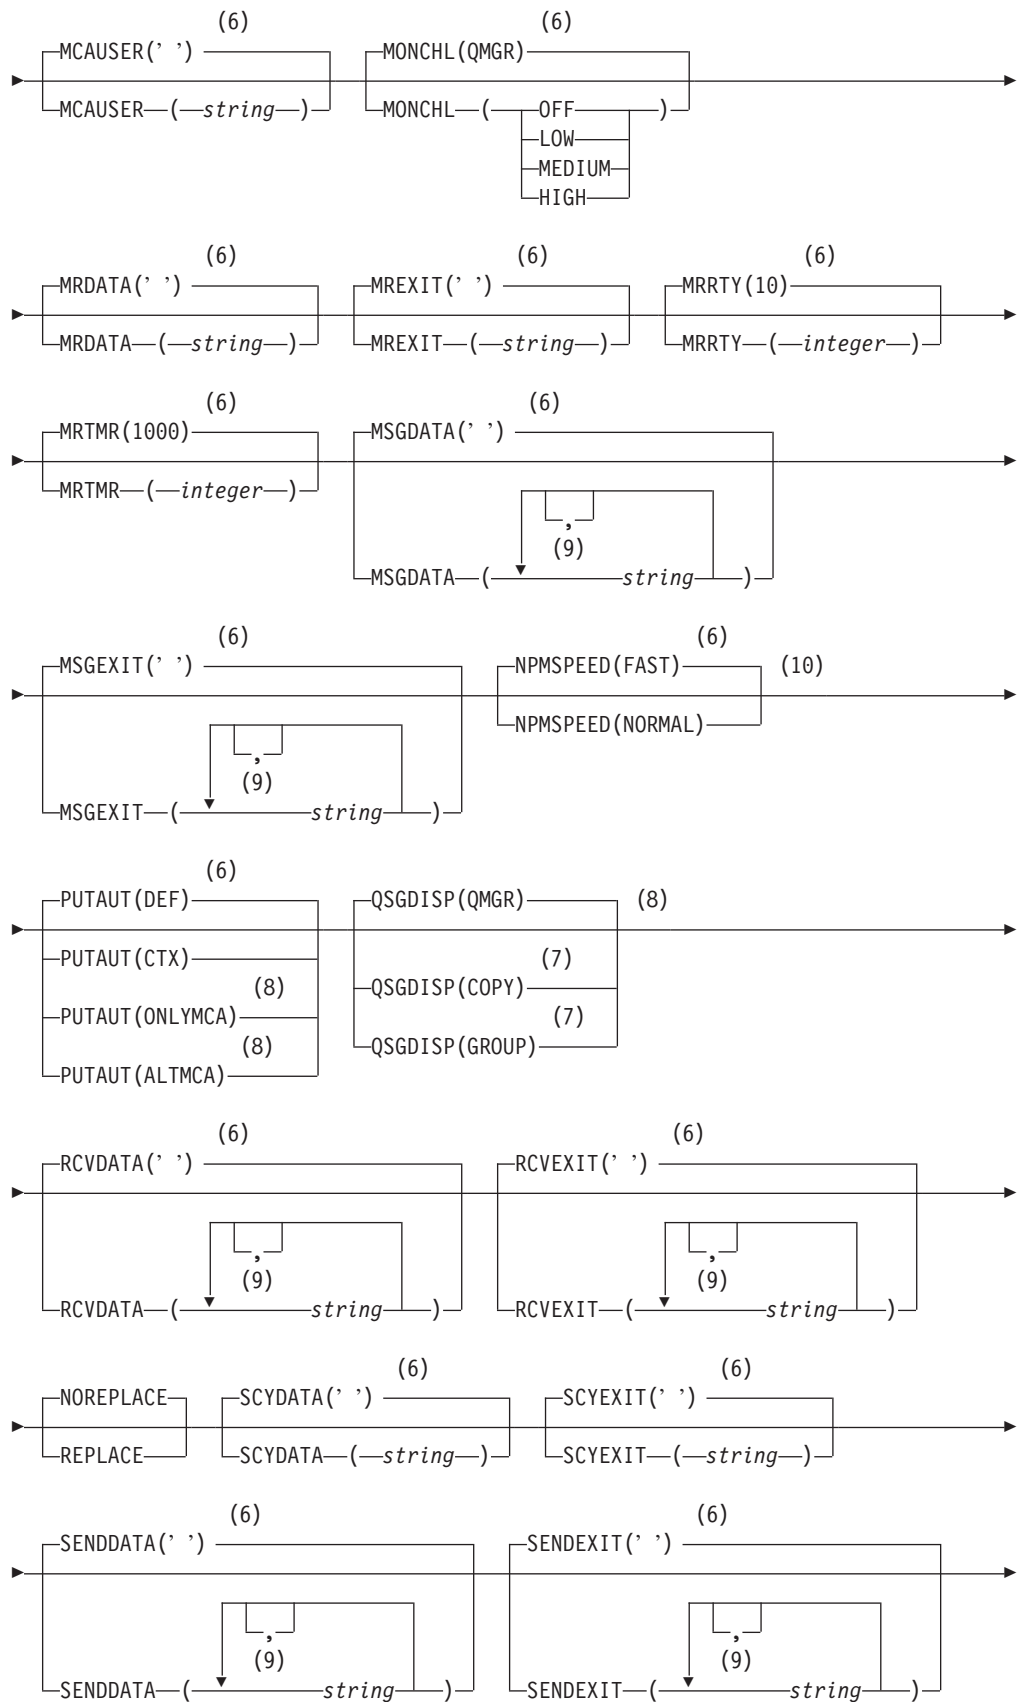 (6) (6)
MCAUSER(’ ’) MONCHL(QMGR)
MCAUSER ( string ) MONCHL ( OFF )
LOW
MEDIUM
HIGH
(6) (6) (6)
MRDATA(’ ’) MREXIT(’ ’) MRRTY(10)
MRDATA ( string ) MREXIT ( string ) MRRTY ( integer )
(6) (6)
MRTMR(1000) MSGDATA(’ ’)
MRTMR ( integer )
,
(9)
MSGDATA ( string )
(6) (6)
MSGEXIT(’ ’) NPMSPEED(FAST) (10)
NPMSPEED(NORMAL)
,
(9)
MSGEXIT ( string )
(6)
PUTAUT(DEF) QSGDISP(QMGR) (8)
PUTAUT(CTX) (7)
(8) QSGDISP(COPY)
PUTAUT(ONLYMCA) (7)
(8) QSGDISP(GROUP)
PUTAUT(ALTMCA)
(6) (6)
RCVDATA(’ ’) RCVEXIT(’ ’)
, ,
(9) (9)
RCVDATA ( string ) RCVEXIT ( string )
(6) (6)
NOREPLACE SCYDATA(’ ’) SCYEXIT(’ ’)
REPLACE SCYDATA ( string ) SCYEXIT ( string )
(6) (6)
SENDDATA(’ ’) SENDEXIT(’ ’)
, ,
(9) (9)
SENDDATA ( string ) SENDEXIT ( string )